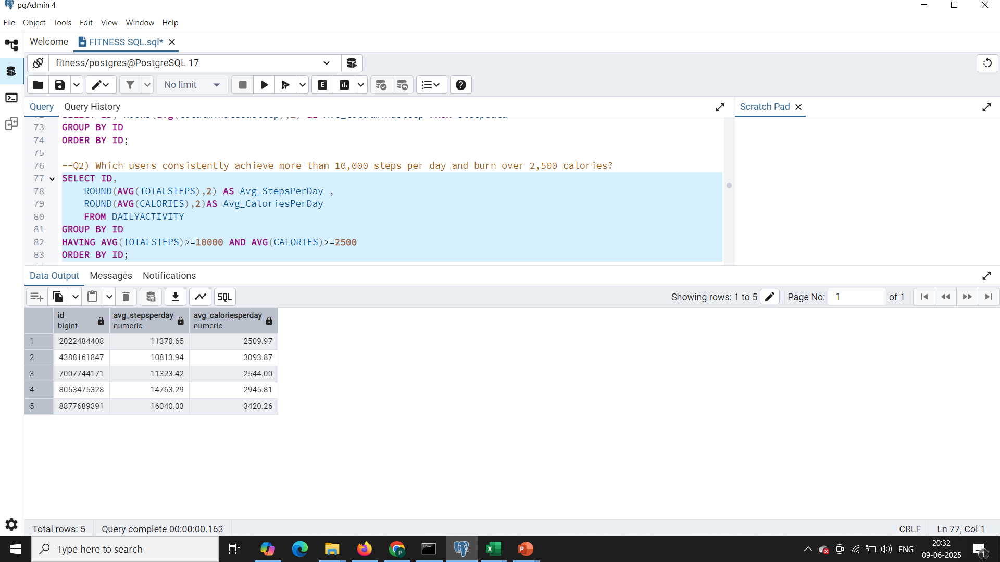 pgAdmin 4
File Object Tools Edit View Window Help
Welcome FITNESS SQL.sql*
fitness/postgres@PostgreSQL 17
No limit E
Query Query History Scratch Pad
73 GROUP BY ID
74 ORDER BY ID;
75
76 --Q2) Which users consistently achieve more than 10,000 steps per day and burn over 2,500 calories?
77 SELECT ID,
78 ROUND(AVG(TOTALSTEPS),2) AS Avg_StepsPerDay ,
79 ROUND(AVG(CALORIES),2)AS Avg_CaloriesPerDay
80 FROM DAILYACTIVITY
81 GROUP BY ID
82 HAVING AVG(TOTALSTEPS)>=10000 AND AVG(CALORIES)>=2500
83 ORDER BY ID;
Data Output Messages Notifications
SQL Showing rows: 1 to 5 Page No: 1 of 1
id avg_stepsperday avg_caloriesperday
bigint numeric numeric
1 2022484408 11370.65 2509.97
2 4388161847 10813.94 3093.87
3 7007744171 11323.42 2544.00
4 8053475328 14763.29 2945.81
5 8877689391 16040.03 3420.26
Total rows: 5 Query complete 00:00:00.163 CRLF Ln 77, Col 1
Type here to search ENG 20:32
09-06-2025 1